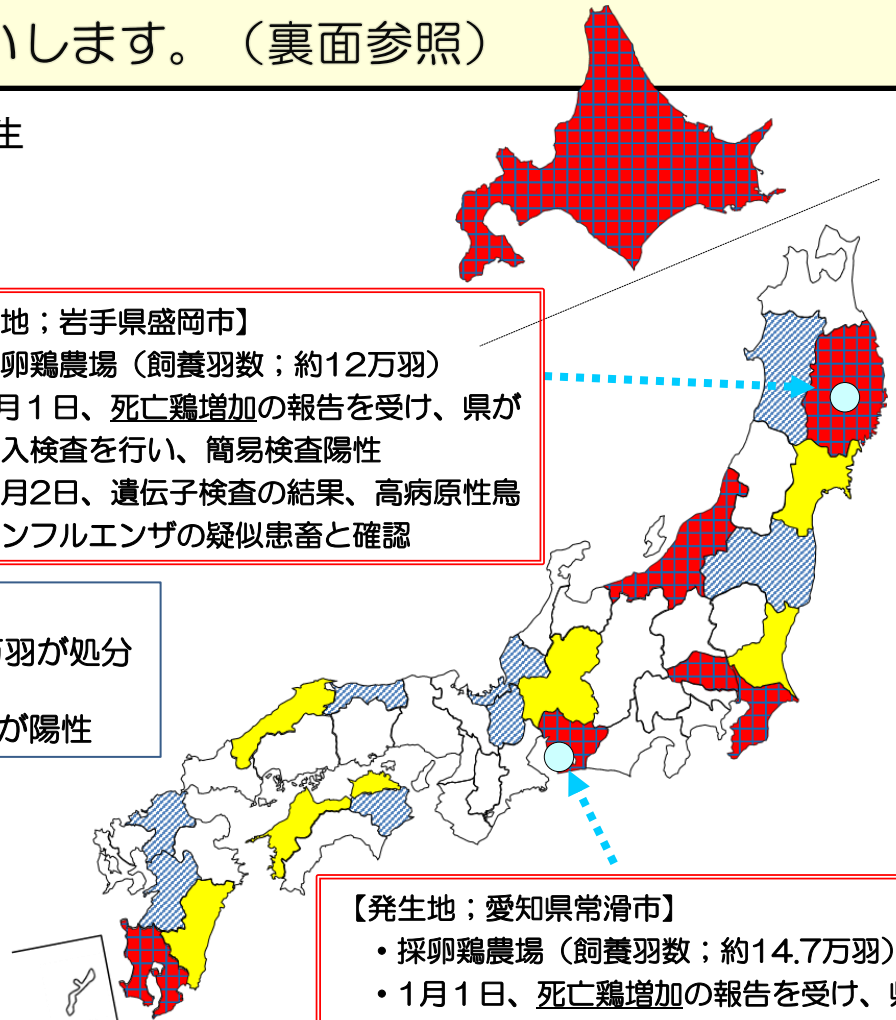 いします。（裏面参照）
生
地；岩手県盛岡市】
卵鶏農場（飼養羽数；約12万羽）
月１日、死亡鶏増加の報告を受け、県が
入検査を行い、簡易検査陽性
月2日、遺伝子検査の結果、高病原性鳥
ンフルエンザの疑似患畜と確認
万羽が処分
が陽性
【発生地；愛知県常滑市】
・採卵鶏農場（飼養羽数；約14.7万羽）
・1月１日、死亡鶏増加の報告を受け、県